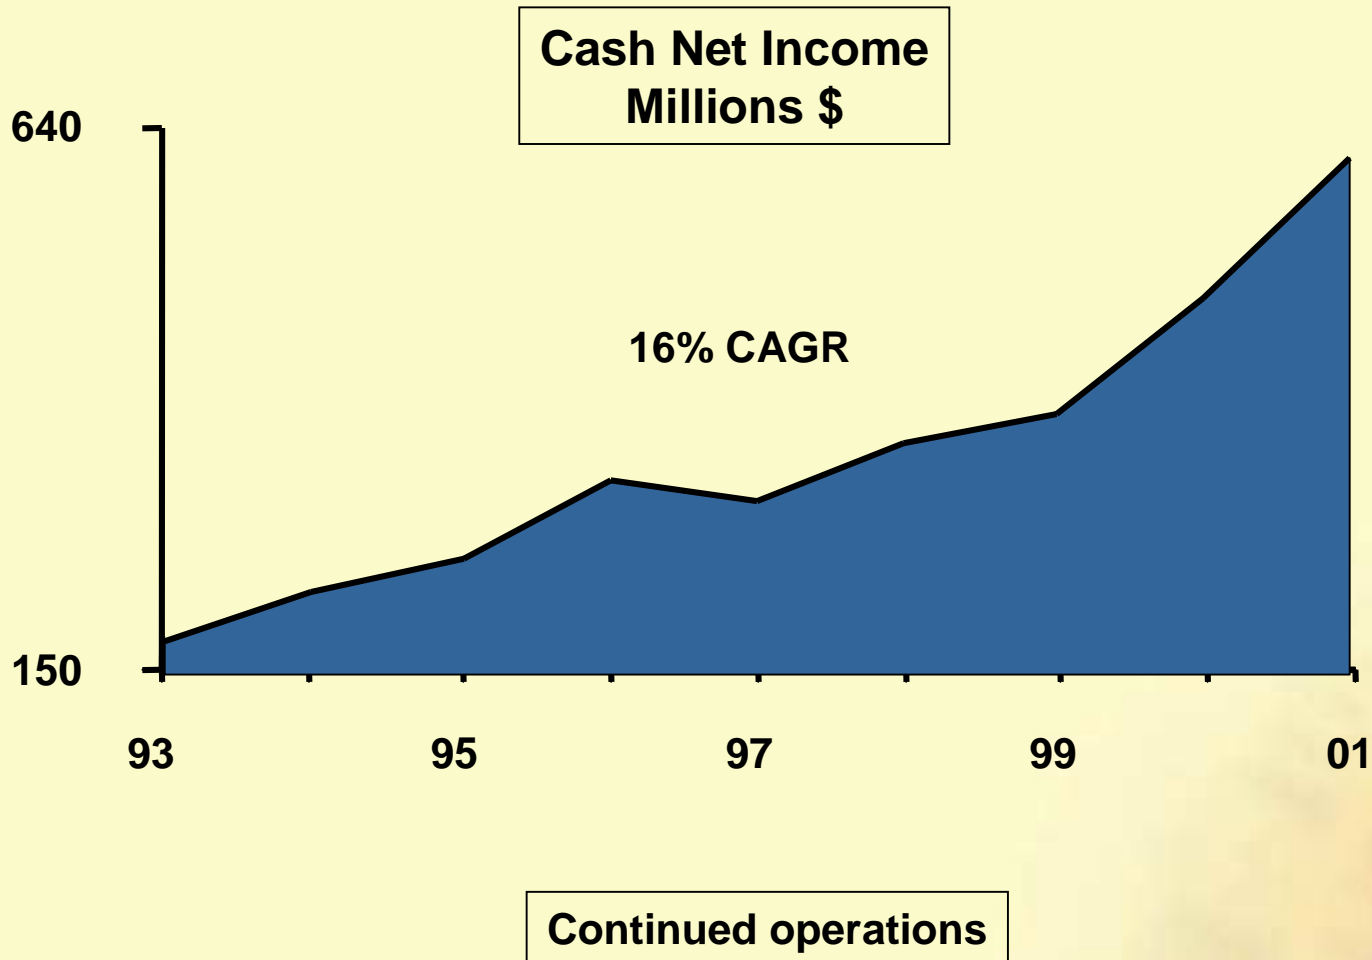 Cash Net Income
Millions $
640
16% CAGR
150
93 95 97 99 01
Continued operations